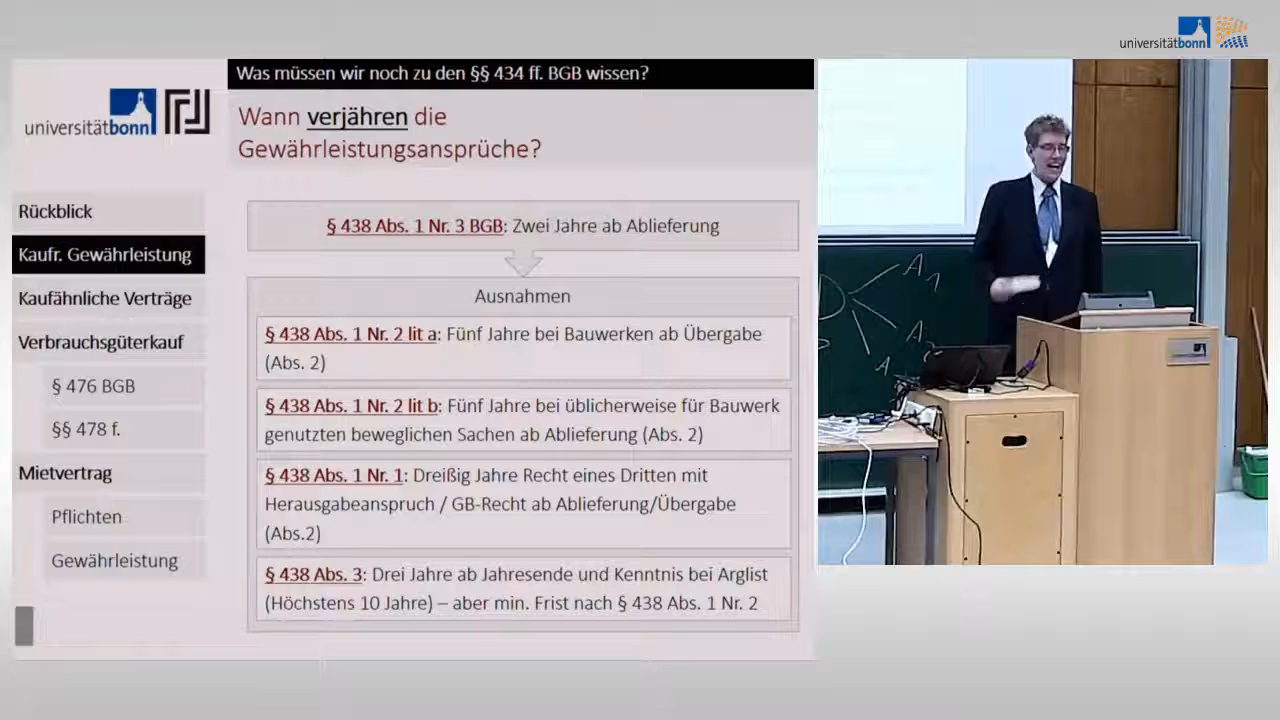 universitätbonn
Was müssen wir noch zu den §§ 434 ff. BGB wissen?
universitätbonn
Wann verjähren die
Gewährleistungsansprüche?
Rückblick
Kaufr. Gewährleistung
Kaufähnliche Verträge
Verbrauchsgüterkauf
§ 476 BGB
§§ 478 f.
Mietvertrag
Pflichten
Gewährleistung
§ 438 Abs. 1 Nr. 3 BGB: Zwei Jahre ab Ablieferung
Ausnahmen
§ 438 Abs. 1 Nr. 2 lit a: Fünf Jahre bei Bauwerken ab Übergabe
(Abs. 2)
§ 438 Abs. 1 Nr. 2 lit b: Fünf Jahre bei üblicherweise für Bauwerk
genutzten beweglichen Sachen ab Ablieferung (Abs. 2)
§ 438 Abs. 1 Nr. 1: Dreißig Jahre Recht eines Dritten mit
Herausgabeanspruch / GB-Recht ab Ablieferung/Übergabe
(Abs.2)
§ 438 Abs. 3: Drei Jahre ab Jahresende und Kenntnis bei Arglist
(Höchstens 10 Jahre) – aber min. Frist nach § 438 Abs. 1 Nr. 2
A 1
A
A